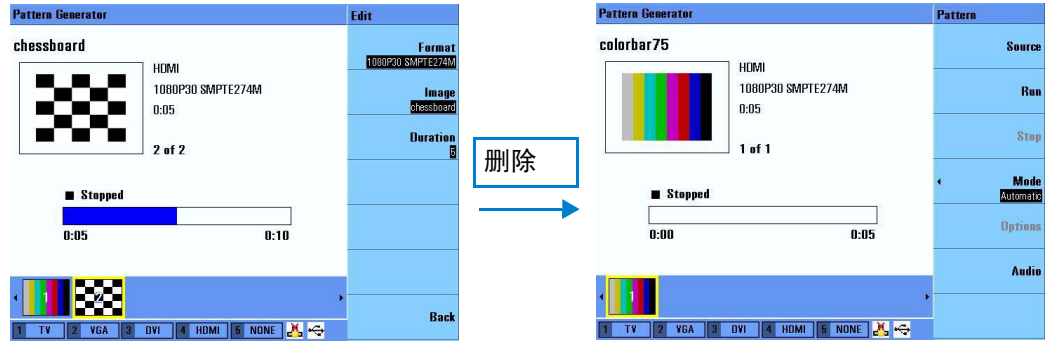 Pattern Generator
Edit
chessboard
HDMI
1080P30 SMPTE274M
0:05
2 of 2
Stopped
0:05
0:10
Format
1080P30 SMPTE274M
Image
chessboard
Duration
5
Back
1
2
1 TV 2 VGA 3 DVI 4 HDMI 5 NONE
删除
Pattern Generator
Pattern
colorbar75
HDMI
1080P30 SMPTE274M
0:05
1 of 1
Stopped
0:00
0:05
Source
Run
Stop
Mode
Automatic
Options
Audio
1
1 TV 2 VGA 3 DVI 4 HDMI 5 NONE